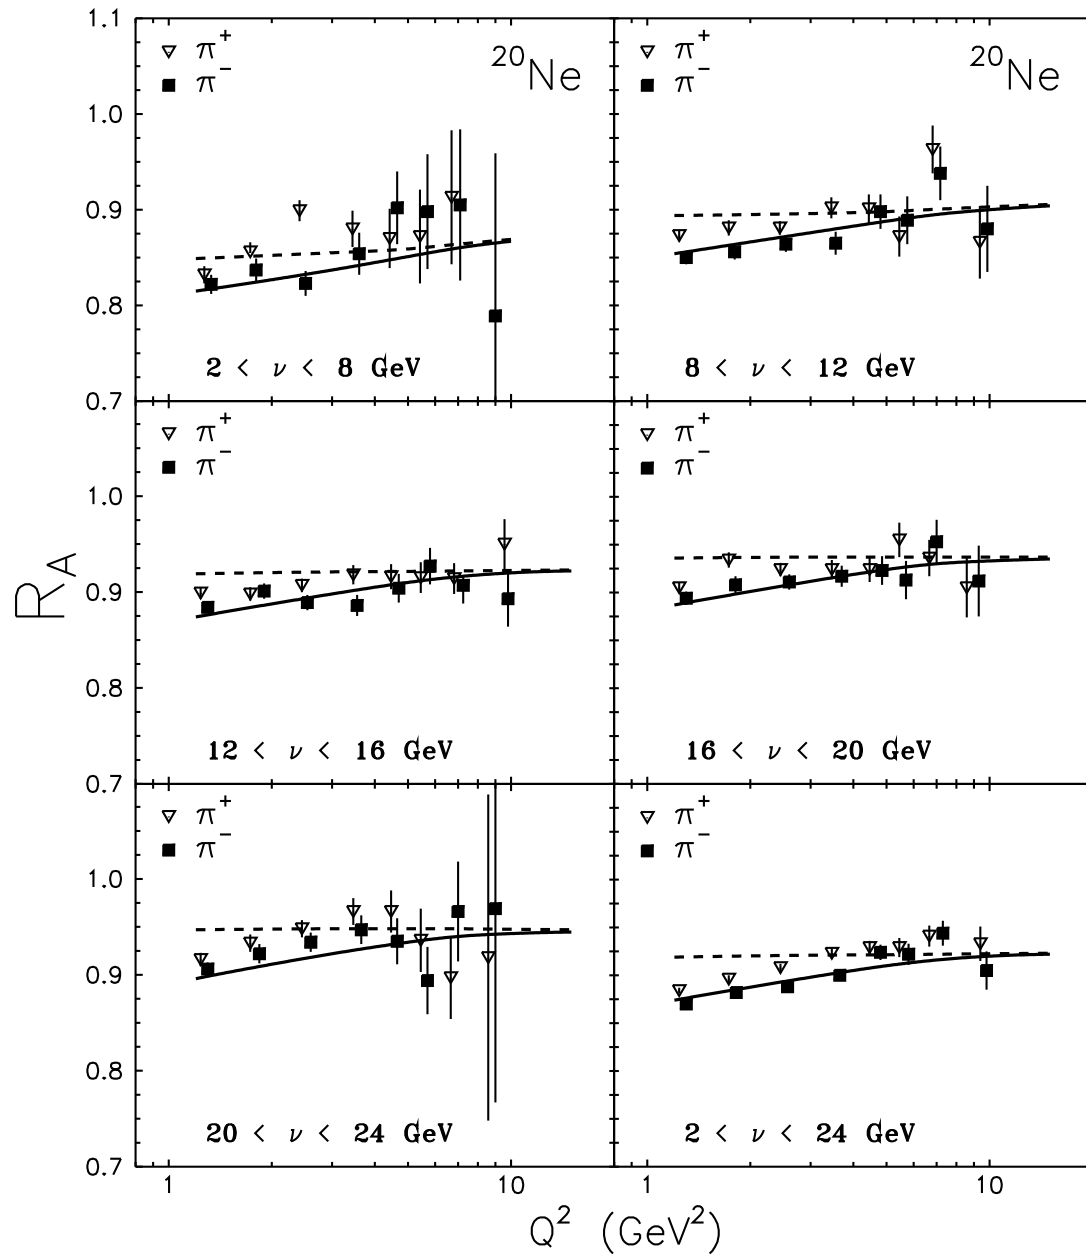 1.1
π+ π+
π− 20Ne π− 20Ne
1.0
0.9
0.8
2 < ν < 8 GeV 8 < ν < 12 GeV
0.7
π+ π+
π− π−
1.0
0.9
RA
0.8
12 < ν < 16 GeV 16 < ν < 20 GeV
0.7
π+ π+
π− π−
1.0
0.9
0.8
20 < ν < 24 GeV 2 < ν < 24 GeV
0.7
1 10 1 10
Q2 (GeV2)